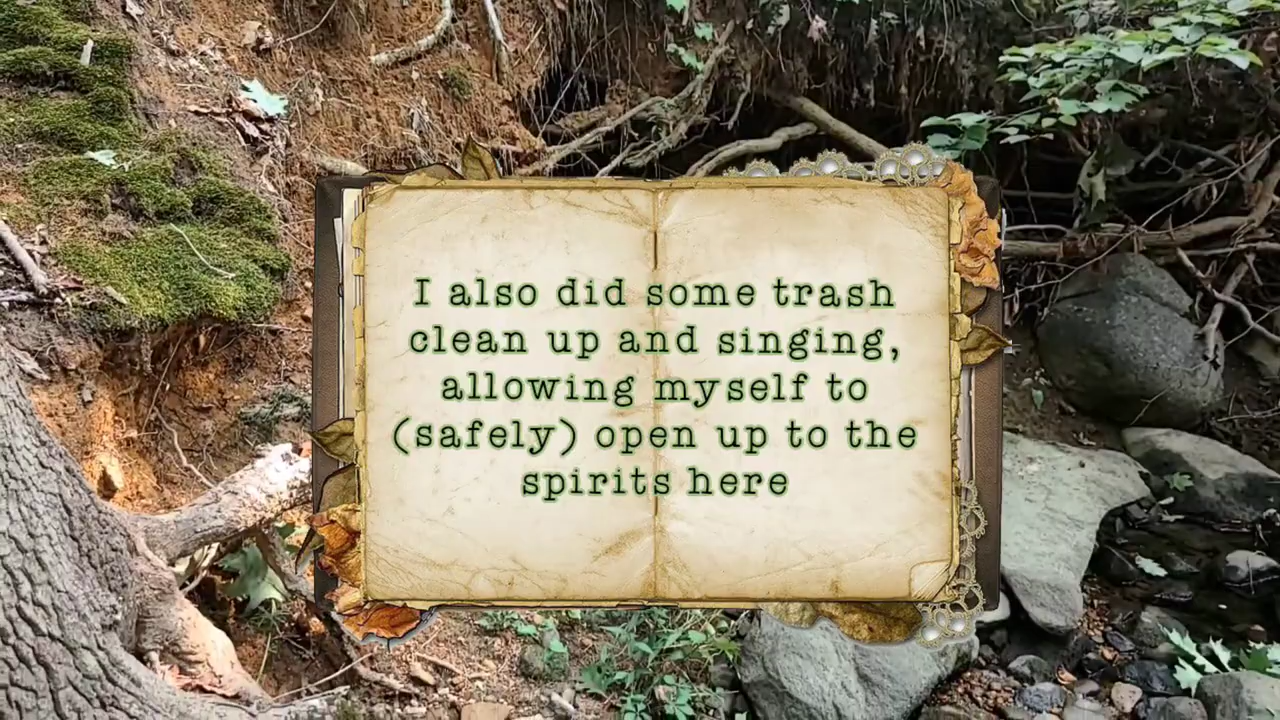 I also did some trash
clean up and singing,
allowing myself to
(safely) open up to the
spirits here